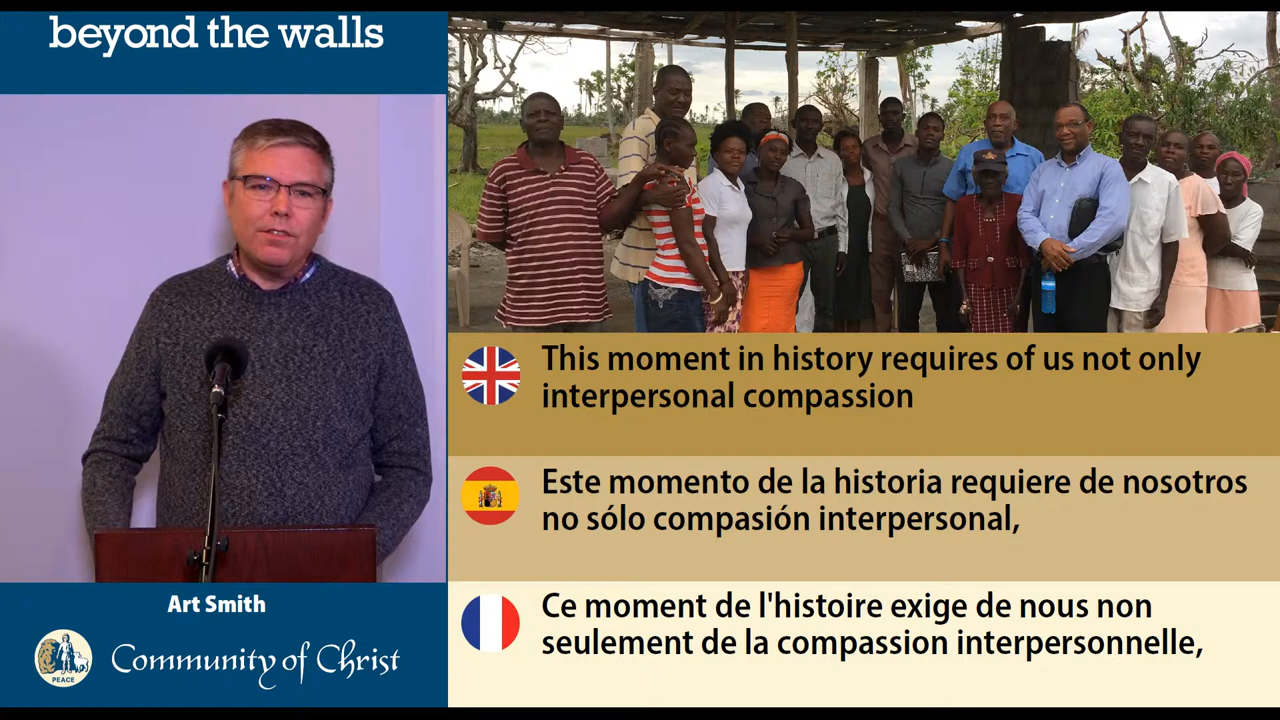 beyond the walls
This moment in history requires of us not only
interpersonal compassion
Este momento de la historia requiere de nosotros
no sólo compasión interpersonal,
Ce moment de l'histoire exige de nous non
seulement de la compassion interpersonnelle,
Art Smith
PEACE
Community of Christ